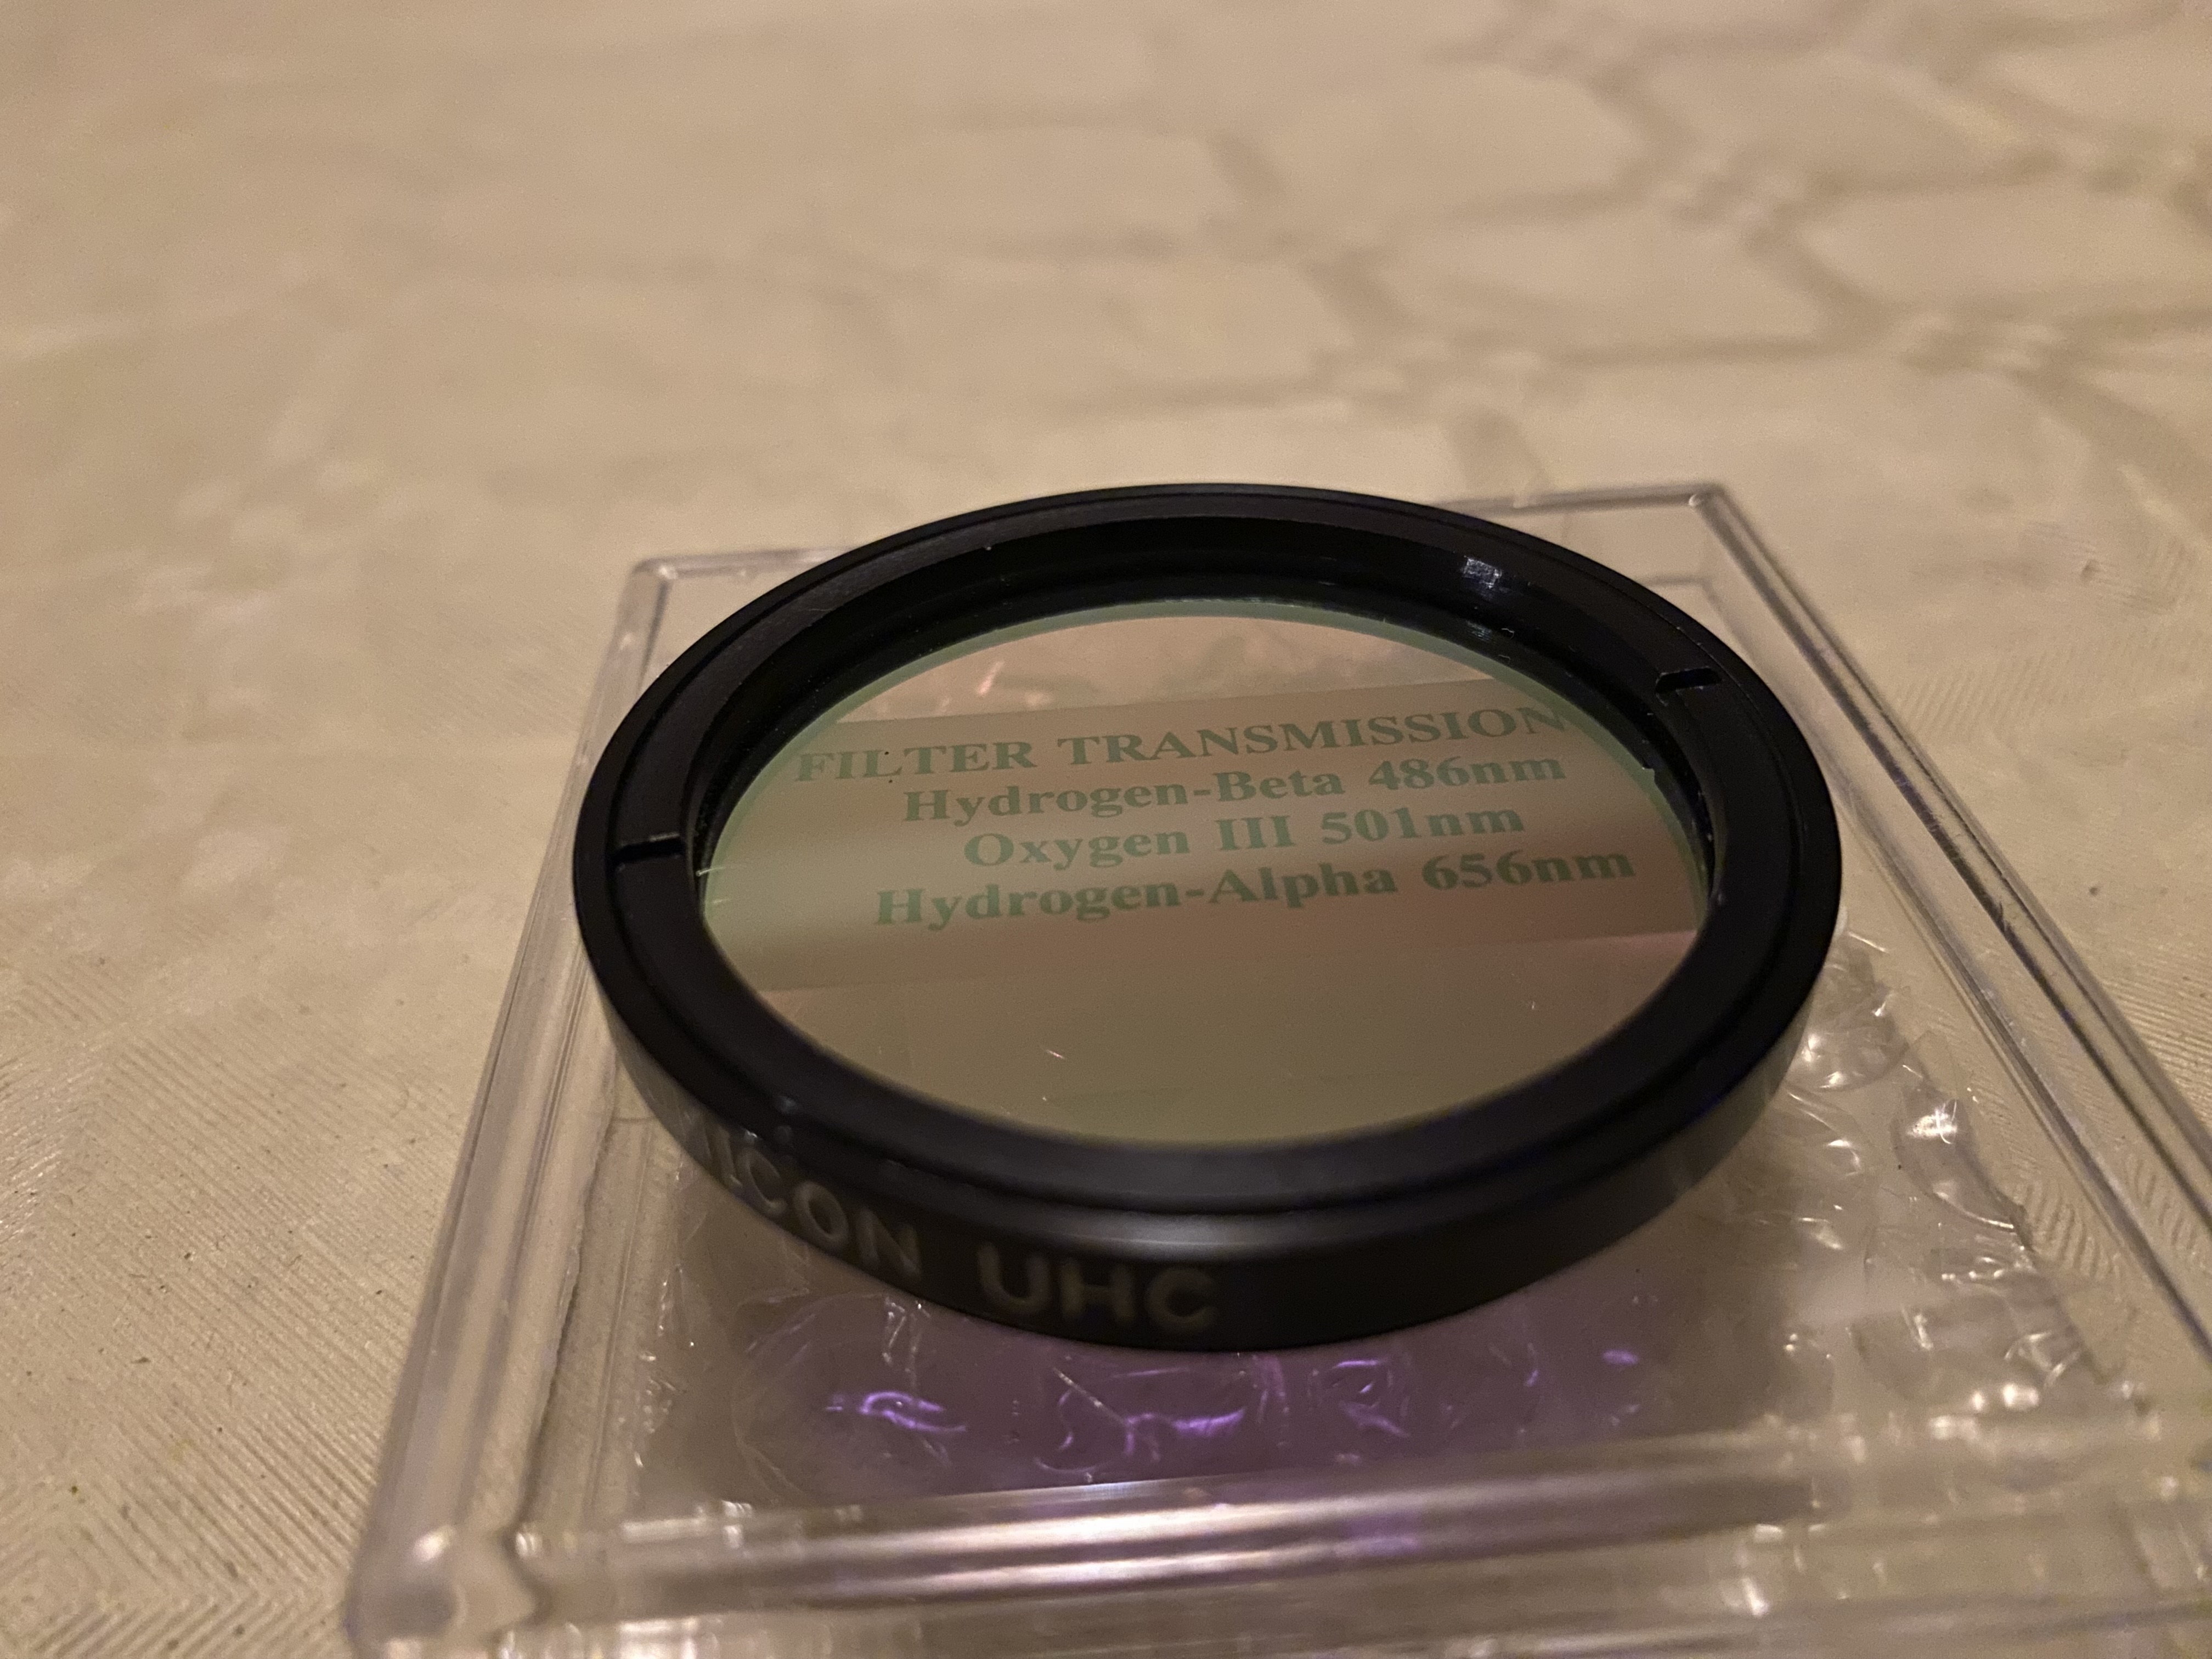 FILTER TRANSMISSION
Hydrogen-Beta 486nm
Oxygen III 501nm
Hydrogen-Alpha 656nm
UHC